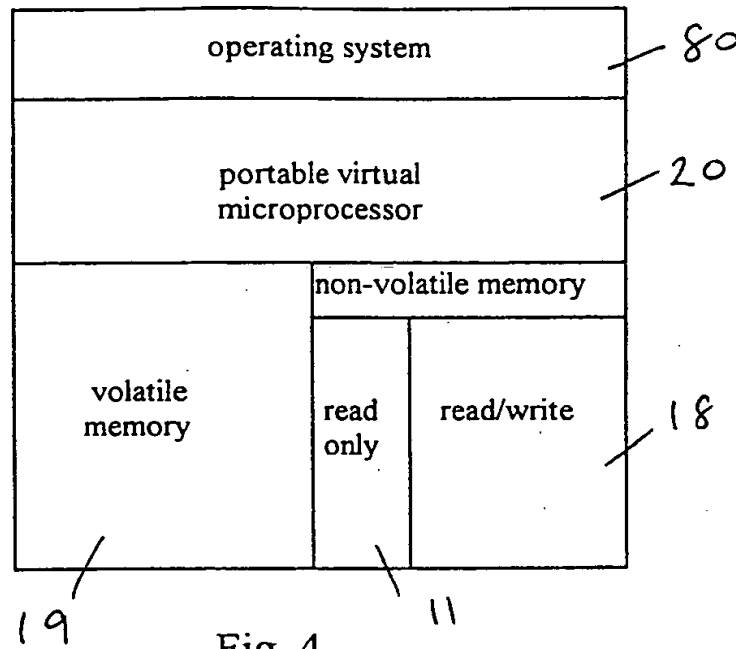 operating system
80
portable virtual
microprocessor
20
non-volatile memory
volatile
memory
read
only
read/write
18
19
11
Fig. 4